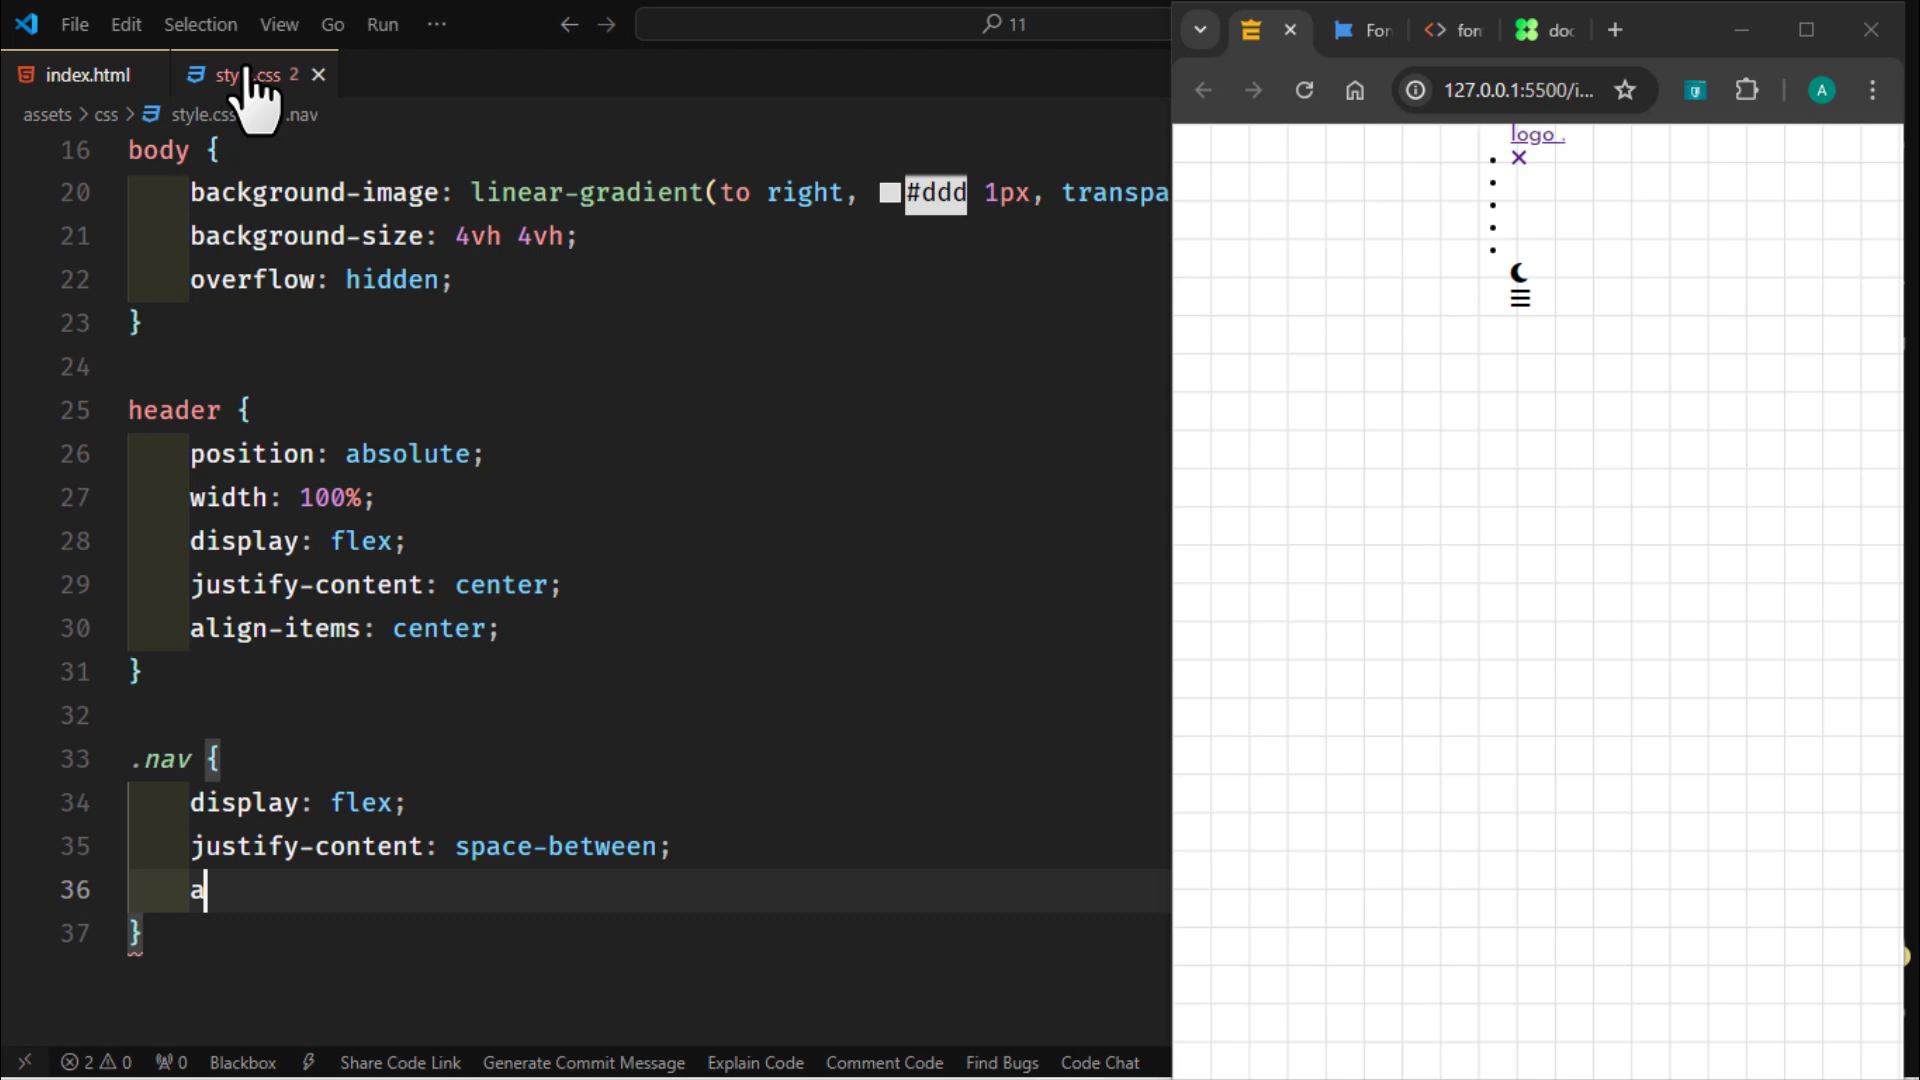 File Edit Selection View Go Run ···
11
index.html
style.css 2
assets > css > style.css .nav
16 body {
20 background-image: linear-gradient(to right, #ddd 1px, transpa
21 background-size: 4vh 4vh;
22 overflow: hidden;
23 }
24
25 header {
26 position: absolute;
27 width: 100%;
28 display: flex;
29 justify-content: center;
30 align-items: center;
31 }
32
33 .nav {
34 display: flex;
35 justify-content: space-between;
36 a
37 }
2 0 0 Blackbox Share Code Link Generate Commit Message Explain Code Comment Code Find Bugs Code Chat
For fon doc
127.0.0.1:5500/i... A
logo .